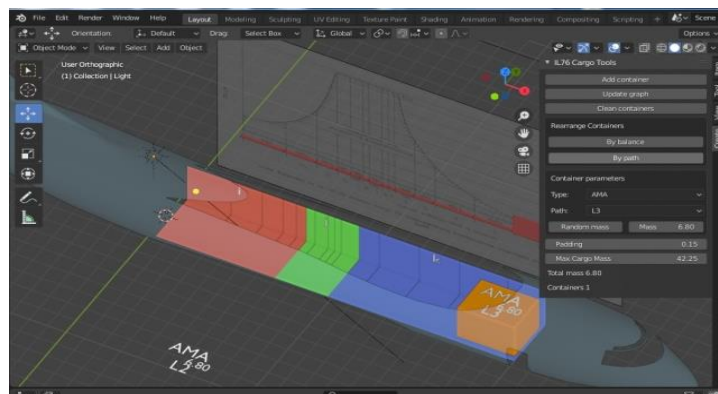 File Edit Render Window Help Layout Modeling Sculpting UV Editing Texture Paint Shading Animation Rendering Compositing Scripting + Scene
Orientation: Default Drag: Select Box Global Options
Object Mode View Select Add Object
User Orthographic
(1) Collection | Light
IL76 Cargo Tools
Add container
Update graph
Clean containers
Rearrange Containers
By balance
By path
Container parameters
Type: AMA
Path: L3
Random mass Mass 6.80
Padding 0.15
Max Cargo Mass 42.25
Total mass 6.80
Containers 1
AMA
6.80
L3
AMA
6.80
L2